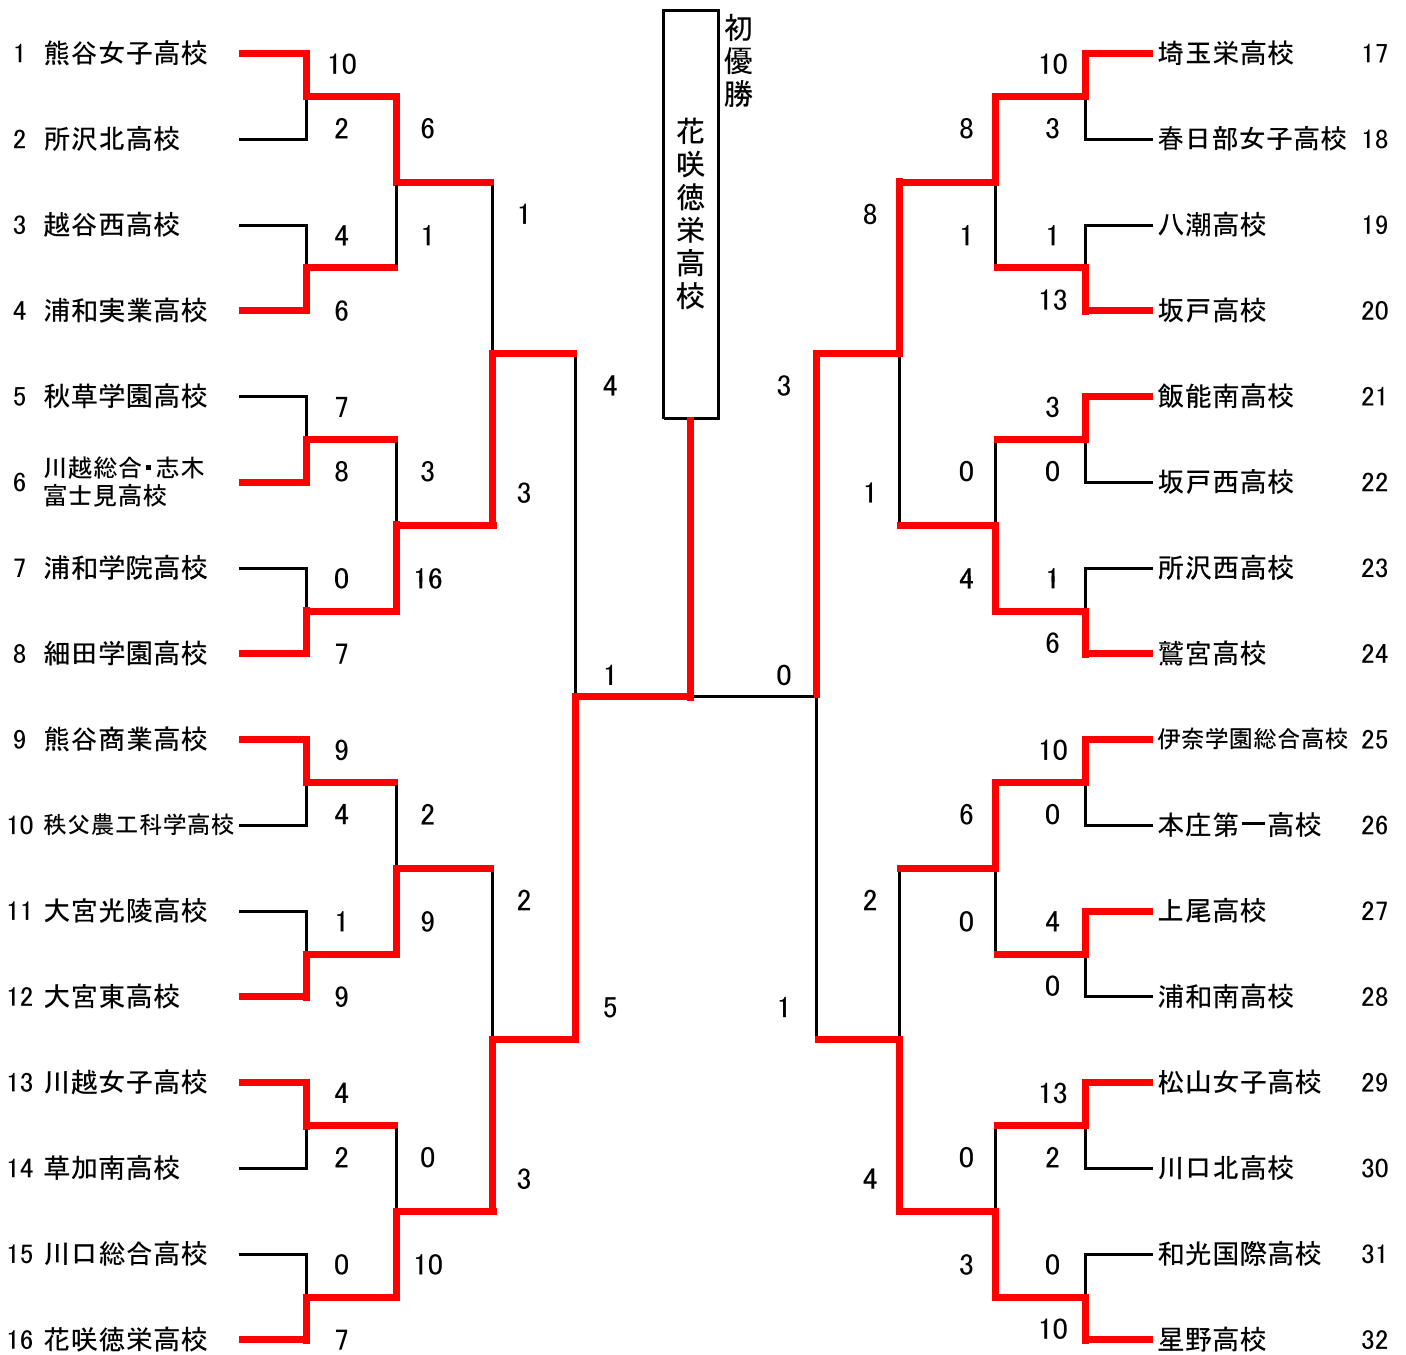 初優勝
花咲徳栄高校
1 熊谷女子高校
10
2 所沢北高校
2
6
3 越谷西高校
4
1
4 浦和実業高校
6
1
5 秋草学園高校
7
6 川越総合・志木
富士見高校
8
3
7 浦和学院高校
0
16
8 細田学園高校
7
3
4
9 熊谷商業高校
9
10 秩父農工科学高校
4
2
11 大宮光陵高校
1
9
12 大宮東高校
9
2
13 川越女子高校
4
14 草加南高校
2
0
15 川口総合高校
0
10
16 花咲徳栄高校
7
3
5
1
0
埼玉栄高校 17
10
春日部女子高校 18
3
8
八潮高校 19
1
1
坂戸高校 20
13
8
飯能南高校 21
3
坂戸西高校 22
0
0
所沢西高校 23
1
4
鷲宮高校 24
6
1
3
伊奈学園総合高校 25
10
本庄第一高校 26
0
6
上尾高校 27
4
0
浦和南高校 28
0
2
松山女子高校 29
13
川口北高校 30
2
0
和光国際高校 31
0
3
星野高校 32
10
4
1